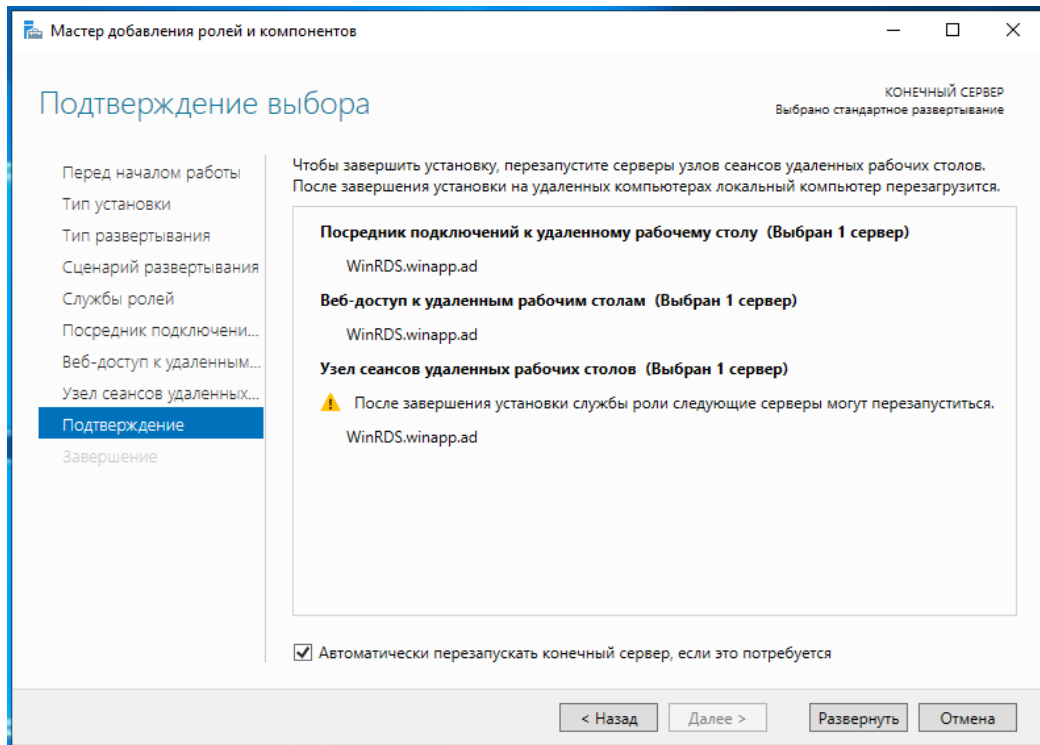 Мастер добавления ролей и компонентов
Подтверждение выбора
КОНЕЧНЫЙ СЕРВЕР
Выбрано стандартное развертывание
Перед началом работы
Тип установки
Тип развертывания
Сценарий развертывания
Службы ролей
Посредник подключени...
Веб-доступ к удаленным...
Узел сеансов удаленных...
Подтверждение
Завершение
Чтобы завершить установку, перезапустите серверы узлов сеансов удаленных рабочих столов.
После завершения установки на удаленных компьютерах локальный компьютер перезагрузится.
Посредник подключений к удаленному рабочему столу (Выбран 1 сервер)
WinRDS.winapp.ad
Веб-доступ к удаленным рабочим столам (Выбран 1 сервер)
WinRDS.winapp.ad
Узел сеансов удаленных рабочих столов (Выбран 1 сервер)
После завершения установки службы роли следующие серверы могут перезапуститься.
WinRDS.winapp.ad
Автоматически перезапускать конечный сервер, если это потребуется
< Назад
Далее >
Развернуть
Отмена